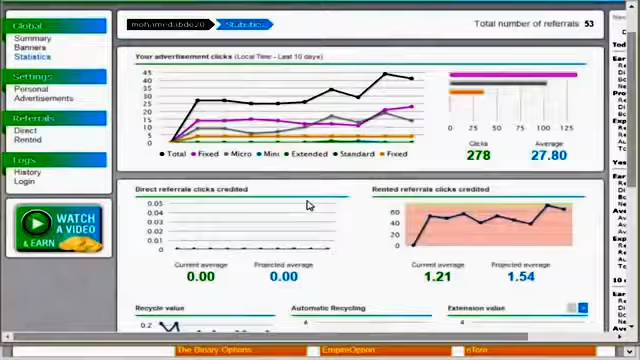 mohamed.ibdo20 Statistics Total number of referrals 53
Global
Summary
Banners
Statistics
Settings
Personal
Advertisements
Referrals
Direct
Rented
Logs
History
Login
WATCH
A VIDEO
& EARN
Your advertisement clicks (Local Time - Last 10 days)
45
40
35
30
25
20
15
10
5
0
Total Fixed Micro Mini Extended Standard Fixed
0 25 50 75 100 125
Clicks Average
278 27.80
Direct referrals clicks credited
0.05
0.04
0.03
0.02
0.01
0
Current average Projected average
0.00 0.00
Rented referrals clicks credited
60
40
20
0
Current average Projected average
1.21 1.54
Recycle value Automatic Recycling Extension value
0.2 4 4
The Binary Options EmpireOption